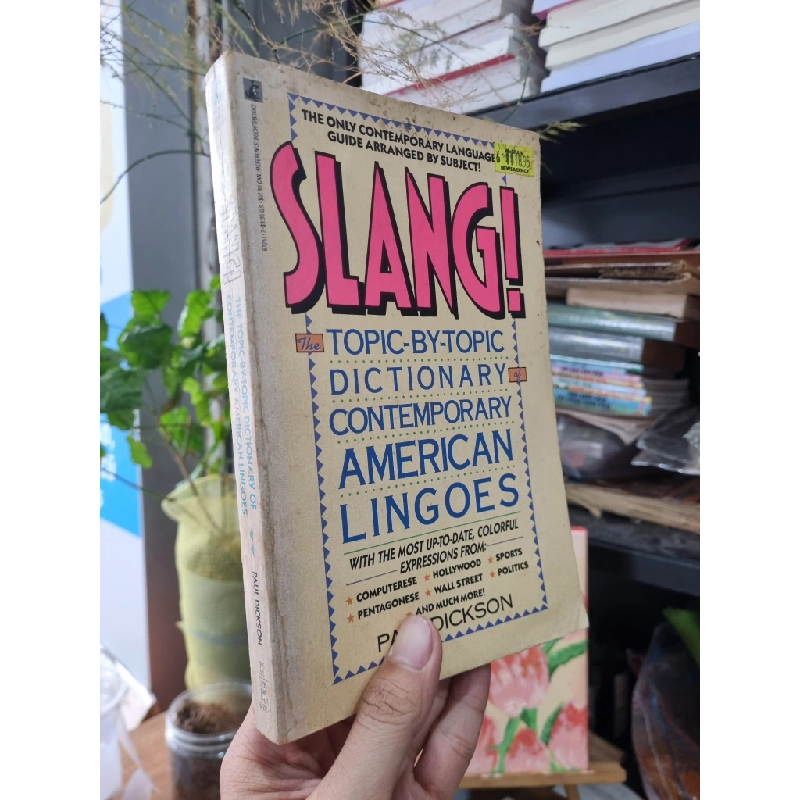 THE ONLY CONTEMPORARY LANGUAGE
GUIDE ARRANGED BY SUBJECT!
SLANG!
The TOPIC-BY-TOPIC
DICTIONARY of
CONTEMPORARY
AMERICAN
LINGOES
WITH THE MOST UP-TO-DATE, COLORFUL
EXPRESSIONS FROM:
★ COMPUTERESE ★ HOLLYWOOD ★ SPORTS
★ PENTAGONESE ★ WALL STREET ★ POLITICS
AND MUCH MORE!
PA DICKSON
THE TOPIC-BY-TOPIC DICTIONARY OF
CONTEMPORARY AMERICAN LINGOES
PAUL DICKSON